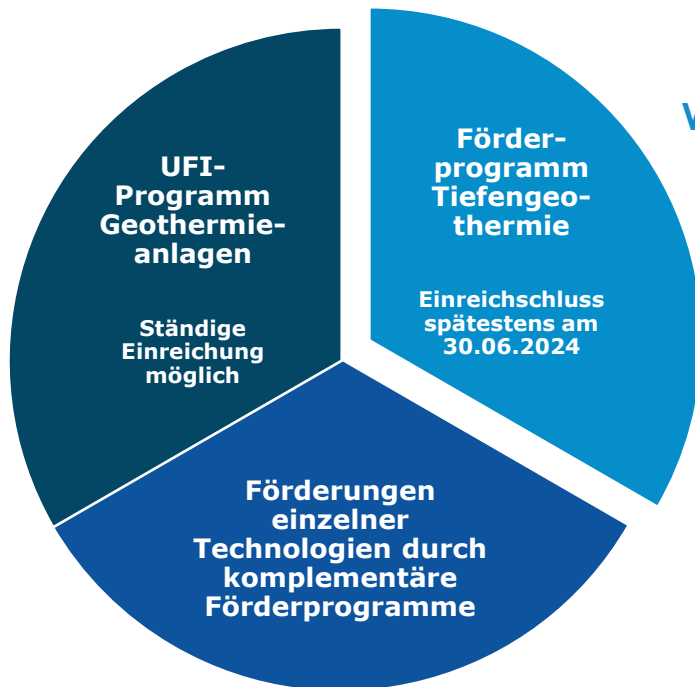 UFI-
Programm
Geothermie-
anlagen
Ständige
Einreichung
möglich
Förder-
programm
Tiefengeo-
thermie
Einreichschluss
spätestens am
30.06.2024
Förderungen
einzelner
Technologien durch
komplementäre
Förderprogramme